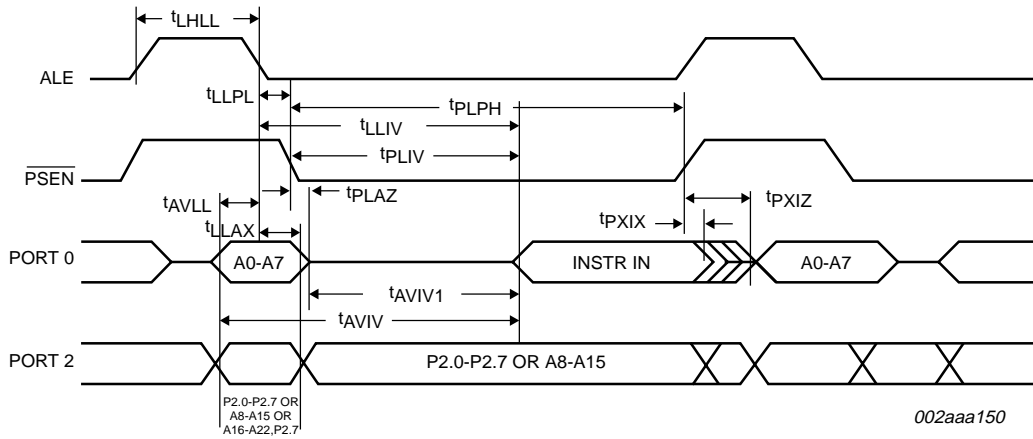 tLHLL
ALE
tLLPL
tPLPH
tLLIV
tPLIV
PSEN
tPLAZ
tAVLL
tPXIZ
tLLAX
tPXIX
PORT 0
A0-A7
INSTR IN
A0-A7
tAVIV1
tAVIV
PORT 2
P2.0-P2.7 OR A8-A15
P2.0-P2.7 OR
A8-A15 OR
A16-A22,P2.7
002aaa150